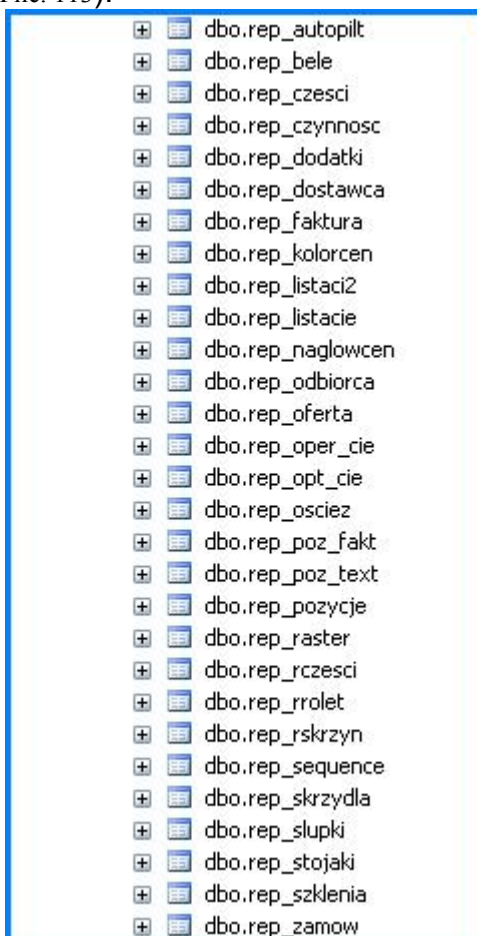 dbo.rep_autopilt
dbo.rep_bele
dbo.rep_czesci
dbo.rep_czynnosc
dbo.rep_dodatki
dbo.rep_dostawca
dbo.rep_faktura
dbo.rep_kolorcen
dbo.rep_listaci2
dbo.rep_listacie
dbo.rep_naglowcen
dbo.rep_odbiorca
dbo.rep_oferta
dbo.rep_oper_cie
dbo.rep_opt_cie
dbo.rep_osciez
dbo.rep_poz_fakt
dbo.rep_poz_text
dbo.rep_pozycje
dbo.rep_raster
dbo.rep_rczesci
dbo.rep_rrolet
dbo.rep_rskrzyn
dbo.rep_sequence
dbo.rep_skrzydla
dbo.rep_slupki
dbo.rep_stojaki
dbo.rep_szklenia
dbo.rep_zamow